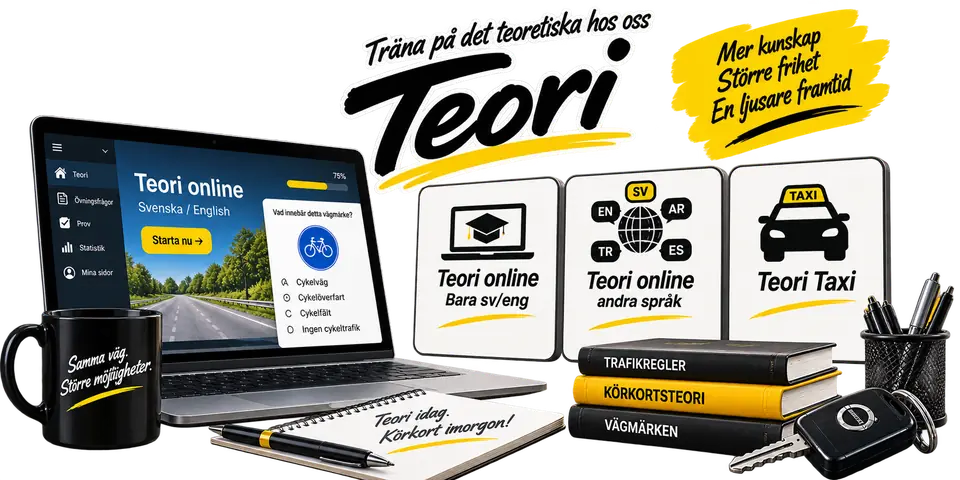 Träna på det teoretiska hos oss
Teori
Mer kunskap
Större frihet
En ljusare framtid
Teori
Övningsfrågor
Prov
Statistik
Mina sidor
Teori online
Svenska / English
Starta nu →
75%
Vad innebär detta vägmärke?
Cykelväg
Cykelöverfart
Cykelfält
Ingen cykeltrafik
Teori online
Bara sv/eng
SV
EN
AR
TR
ES
Teori online
andra språk
TAXI
Teori Taxi
Samma väg.
Större möjligheter.
Teori idag.
Körkort imorgon!
TRAFIKREGLER
KÖRKORTSTEORI
VÄGMÄRKEN